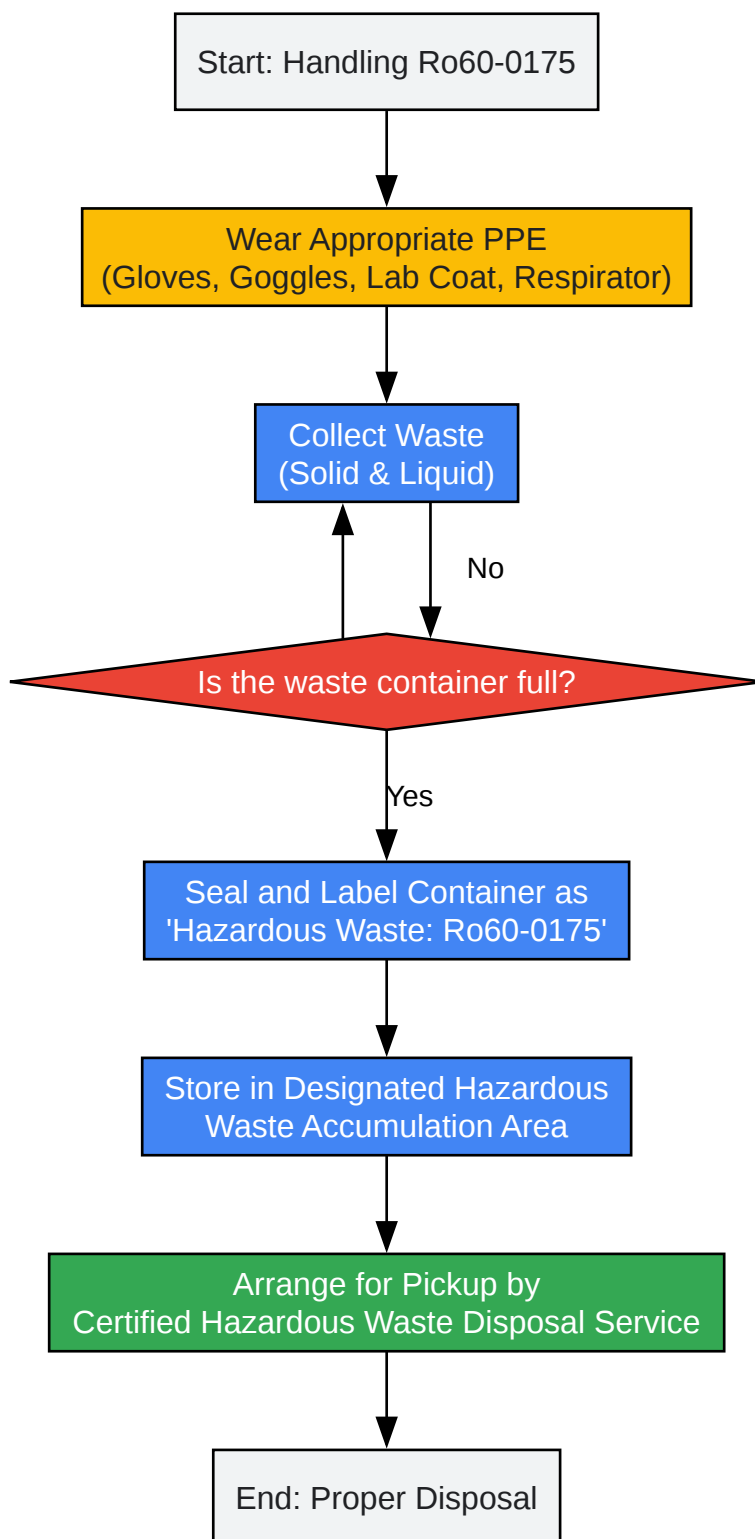 Start: Handling Ro60-0175
Wear Appropriate PPE
(Gloves, Goggles, Lab Coat, Respirator)
Collect Waste
(Solid & Liquid)
No
Is the waste container full?
Yes
Seal and Label Container as
'Hazardous Waste: Ro60-0175'
Store in Designated Hazardous
Waste Accumulation Area
Arrange for Pickup by
Certified Hazardous Waste Disposal Service
End: Proper Disposal